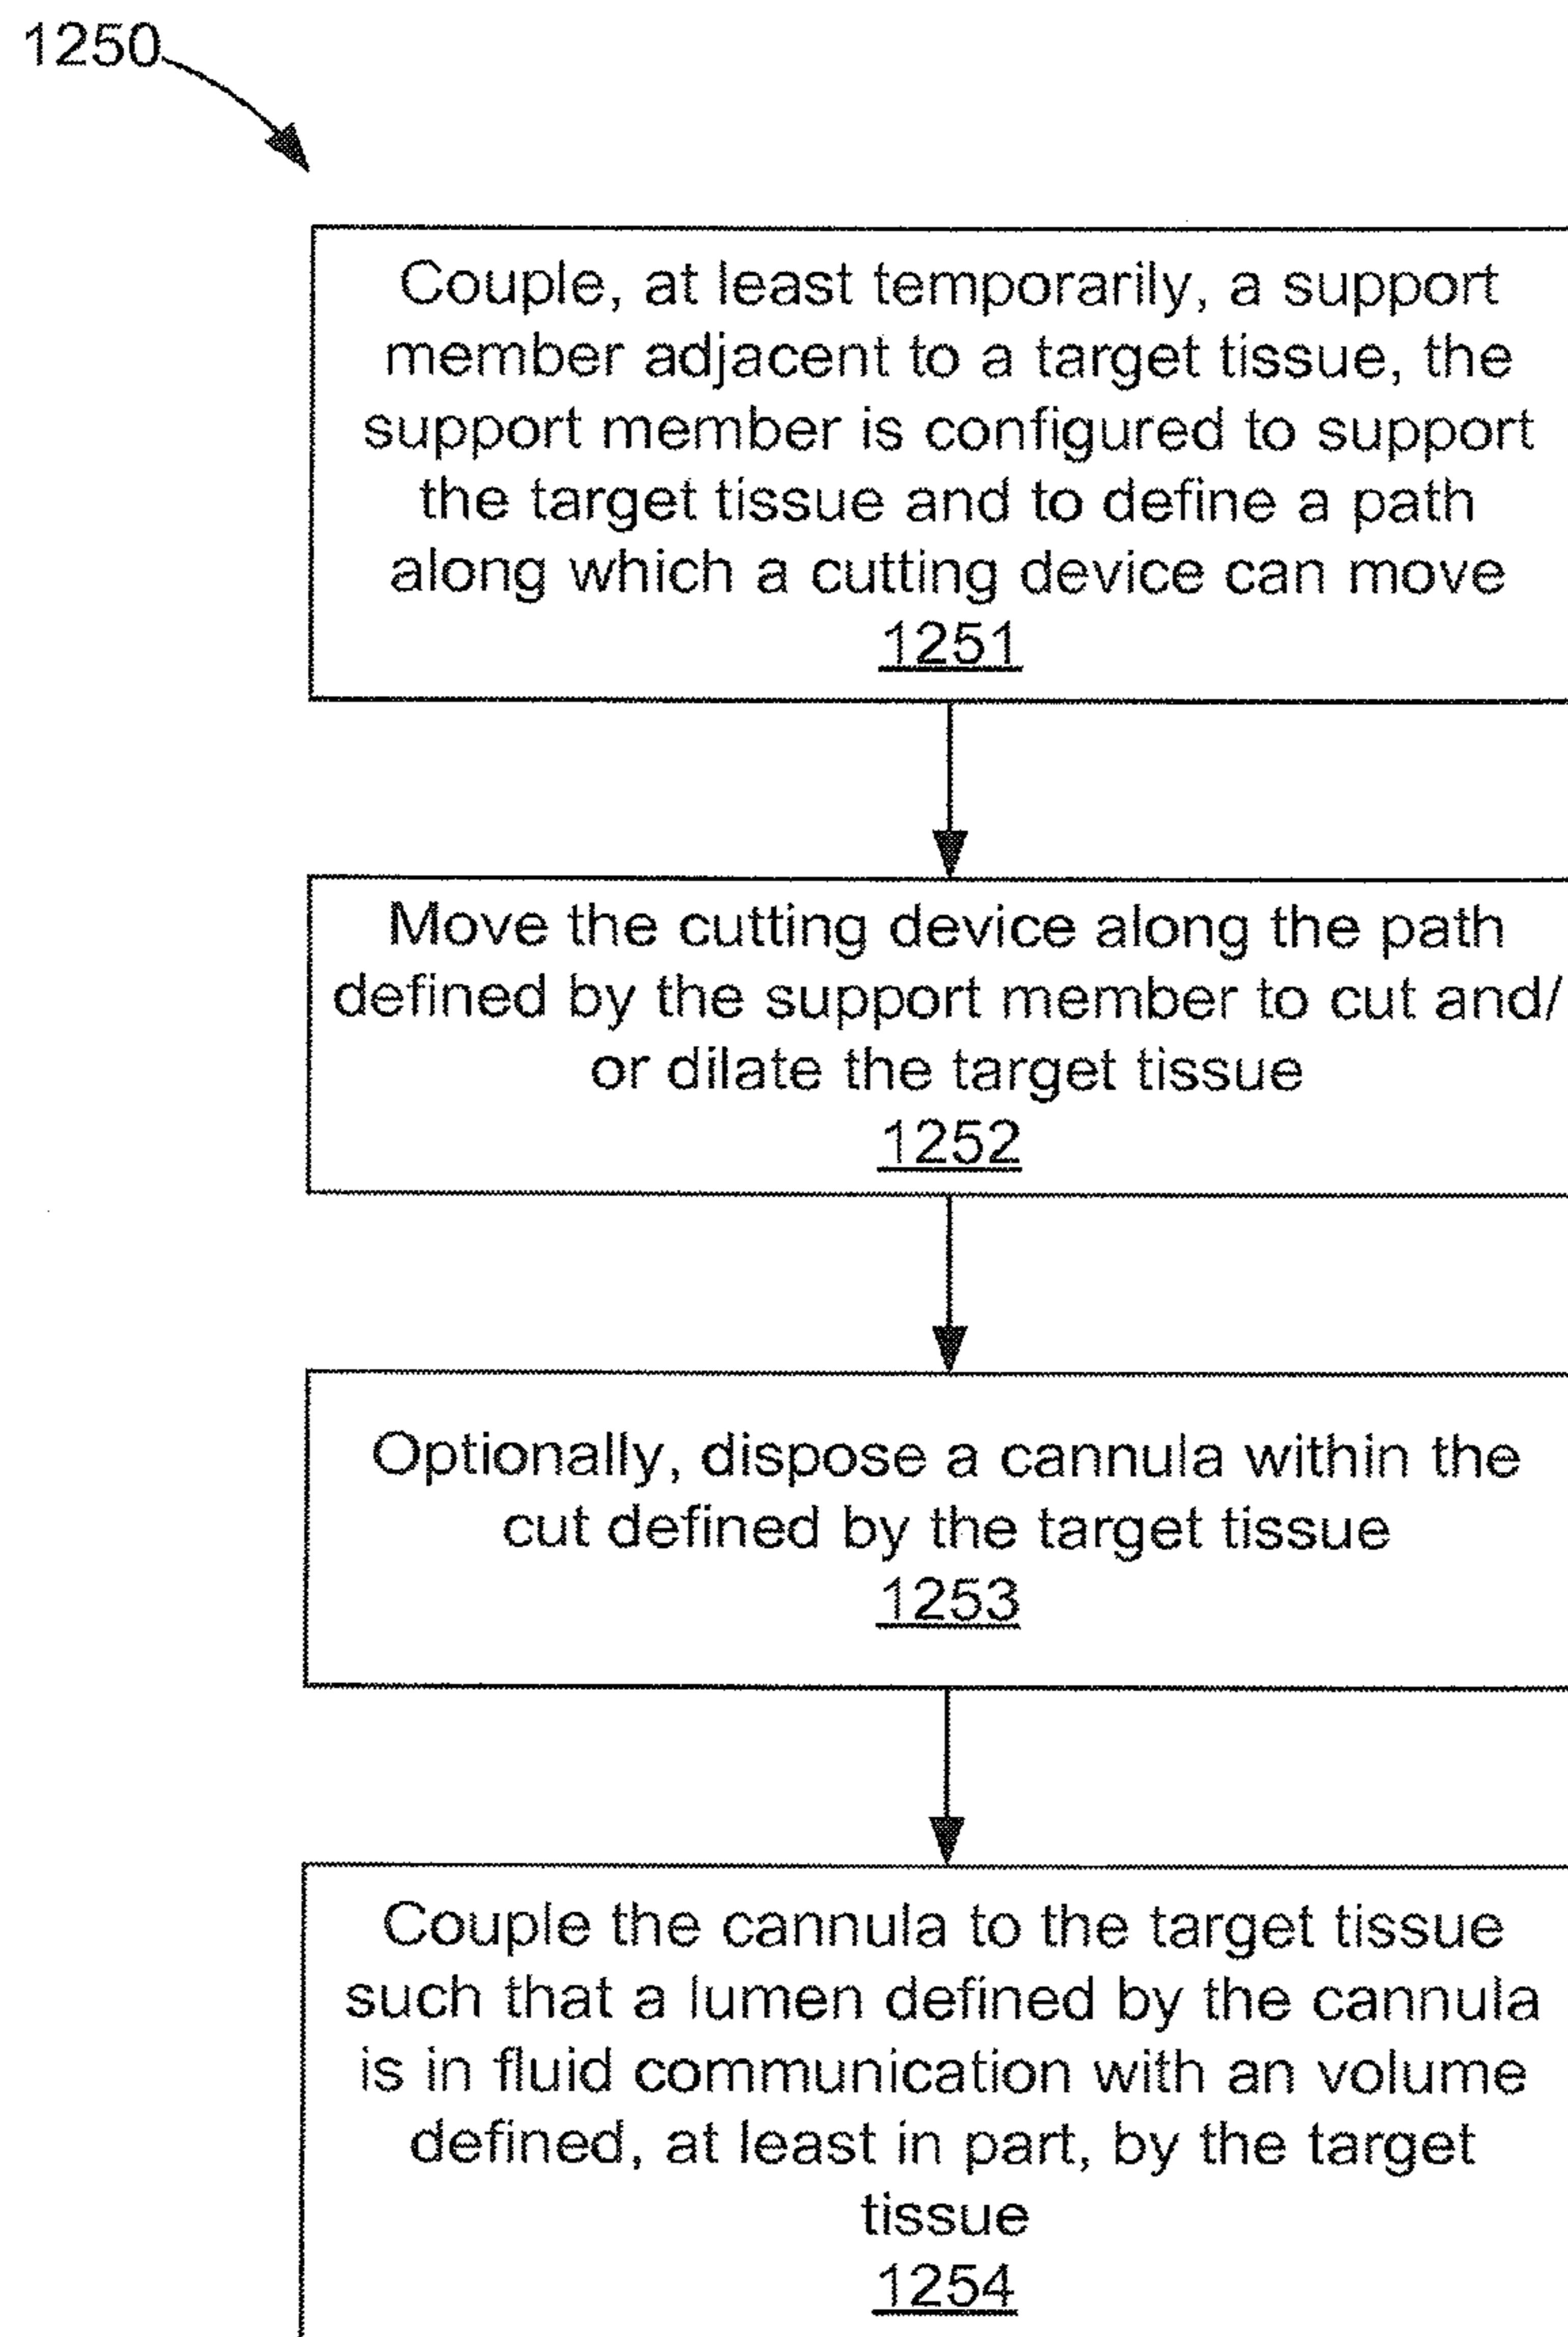 1250
Couple, at least temporarily, a support
member adjacent to a target tissue, the
support member is configured to support
the target tissue and to define a path
along which a cutting device can move
1251
Move the cutting device along the path
defined by the support member to cut and/
or dilate the target tissue
1252
Optionally, dispose a cannula within the
cut defined by the target tissue
1253
Couple the cannula to the target tissue
such that a lumen defined by the cannula
is in fluid communication with an volume
defined, at least in part, by the target
tissue
1254